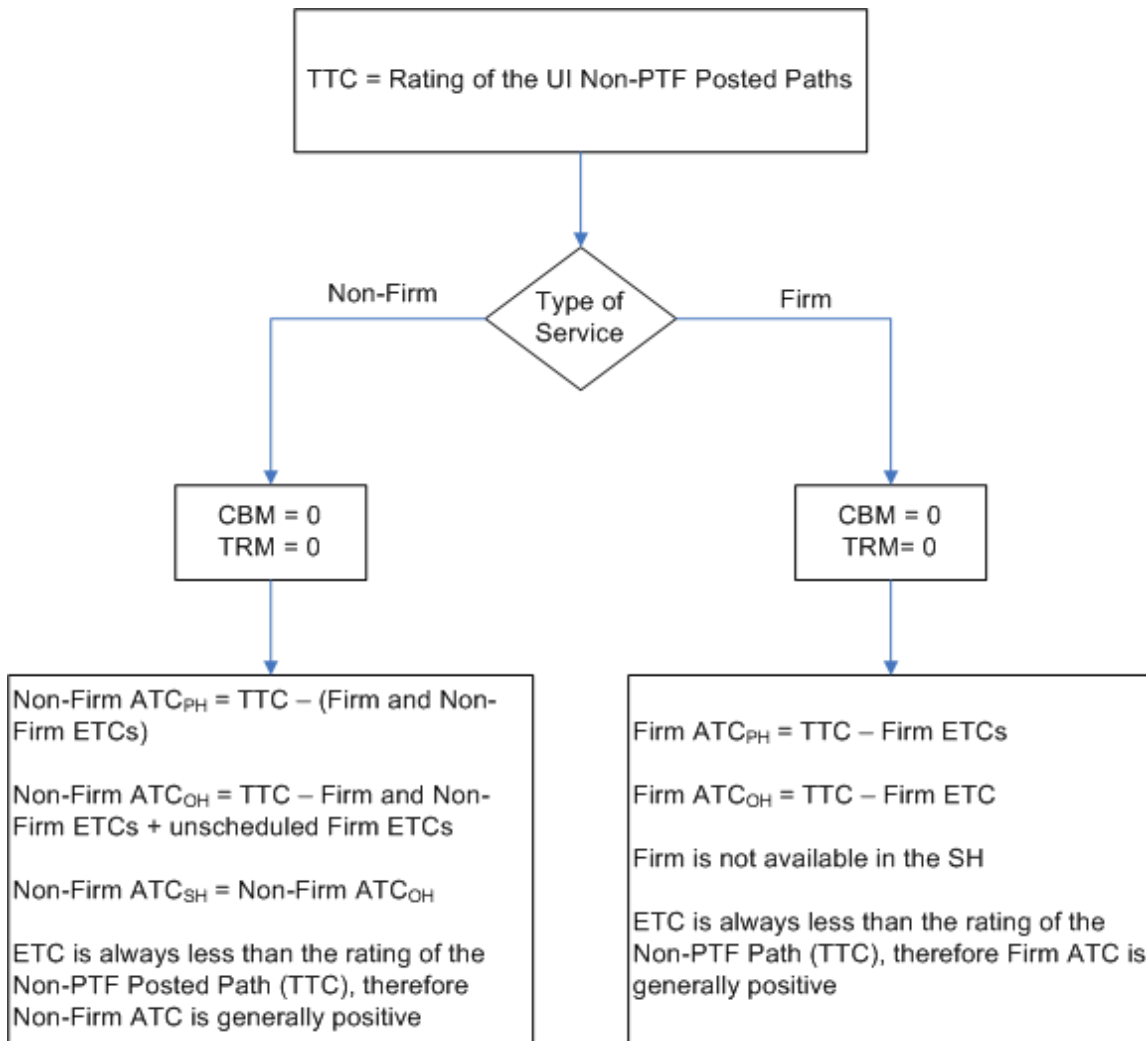 TTC = Rating of the UI Non-PTF Posted Paths
Non-Firm
Type of
Service
Firm
CBM = 0
TRM = 0
CBM = 0
TRM= 0
Non-Firm ATCPH = TTC – (Firm and Non-
Firm ETCs)
Non-Firm ATCOH = TTC – Firm and Non-
Firm ETCs + unscheduled Firm ETCs
Non-Firm ATCSH = Non-Firm ATCOH
ETC is always less than the rating of the
Non-PTF Posted Path (TTC), therefore
Non-Firm ATC is generally positive
Firm ATCPH = TTC – Firm ETCs
Firm ATCOH = TTC – Firm ETC
Firm is not available in the SH
ETC is always less than the rating of the
Non-PTF Path (TTC), therefore Firm ATC is
generally positive